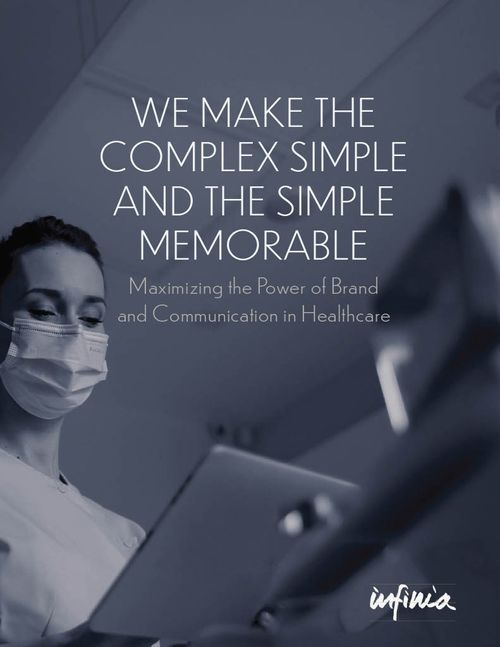 WE MAKE THE
COMPLEX SIMPLE
AND THE SIMPLE
MEMORABLE
Maximizing the Power of Brand
and Communication in Healthcare
infinia